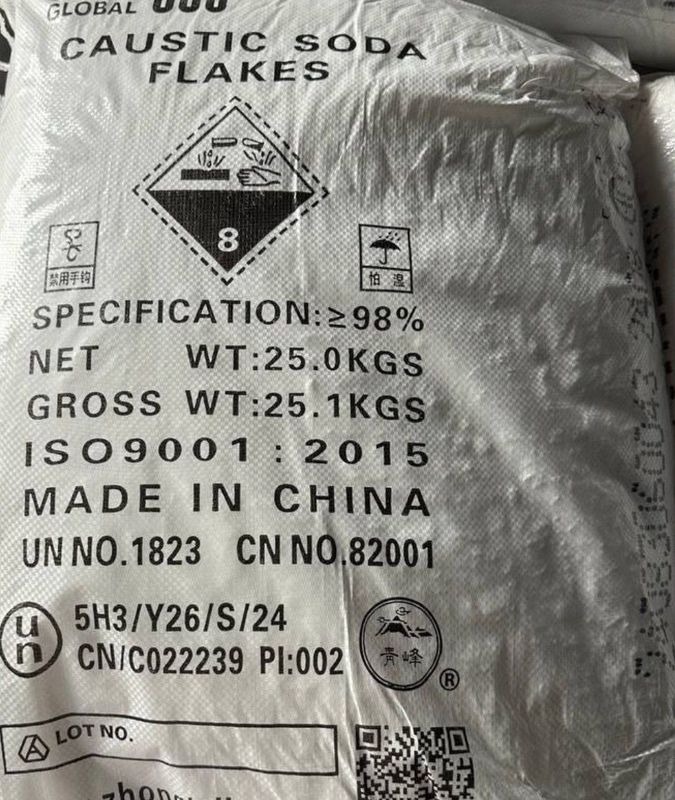 GLOBAL
CAUSTIC SODA
FLAKES
8
禁用手钩
怕 湿
SPECIFICATION:≥98%
NET WT:25.0KGS
GROSS WT:25.1KGS
ISO9001:2015
MADE IN CHINA
UN NO.1823 CN NO.82001
un
5H3/Y26/S/24
CN/C022239 PI:002
青峰
®
LOT NO.